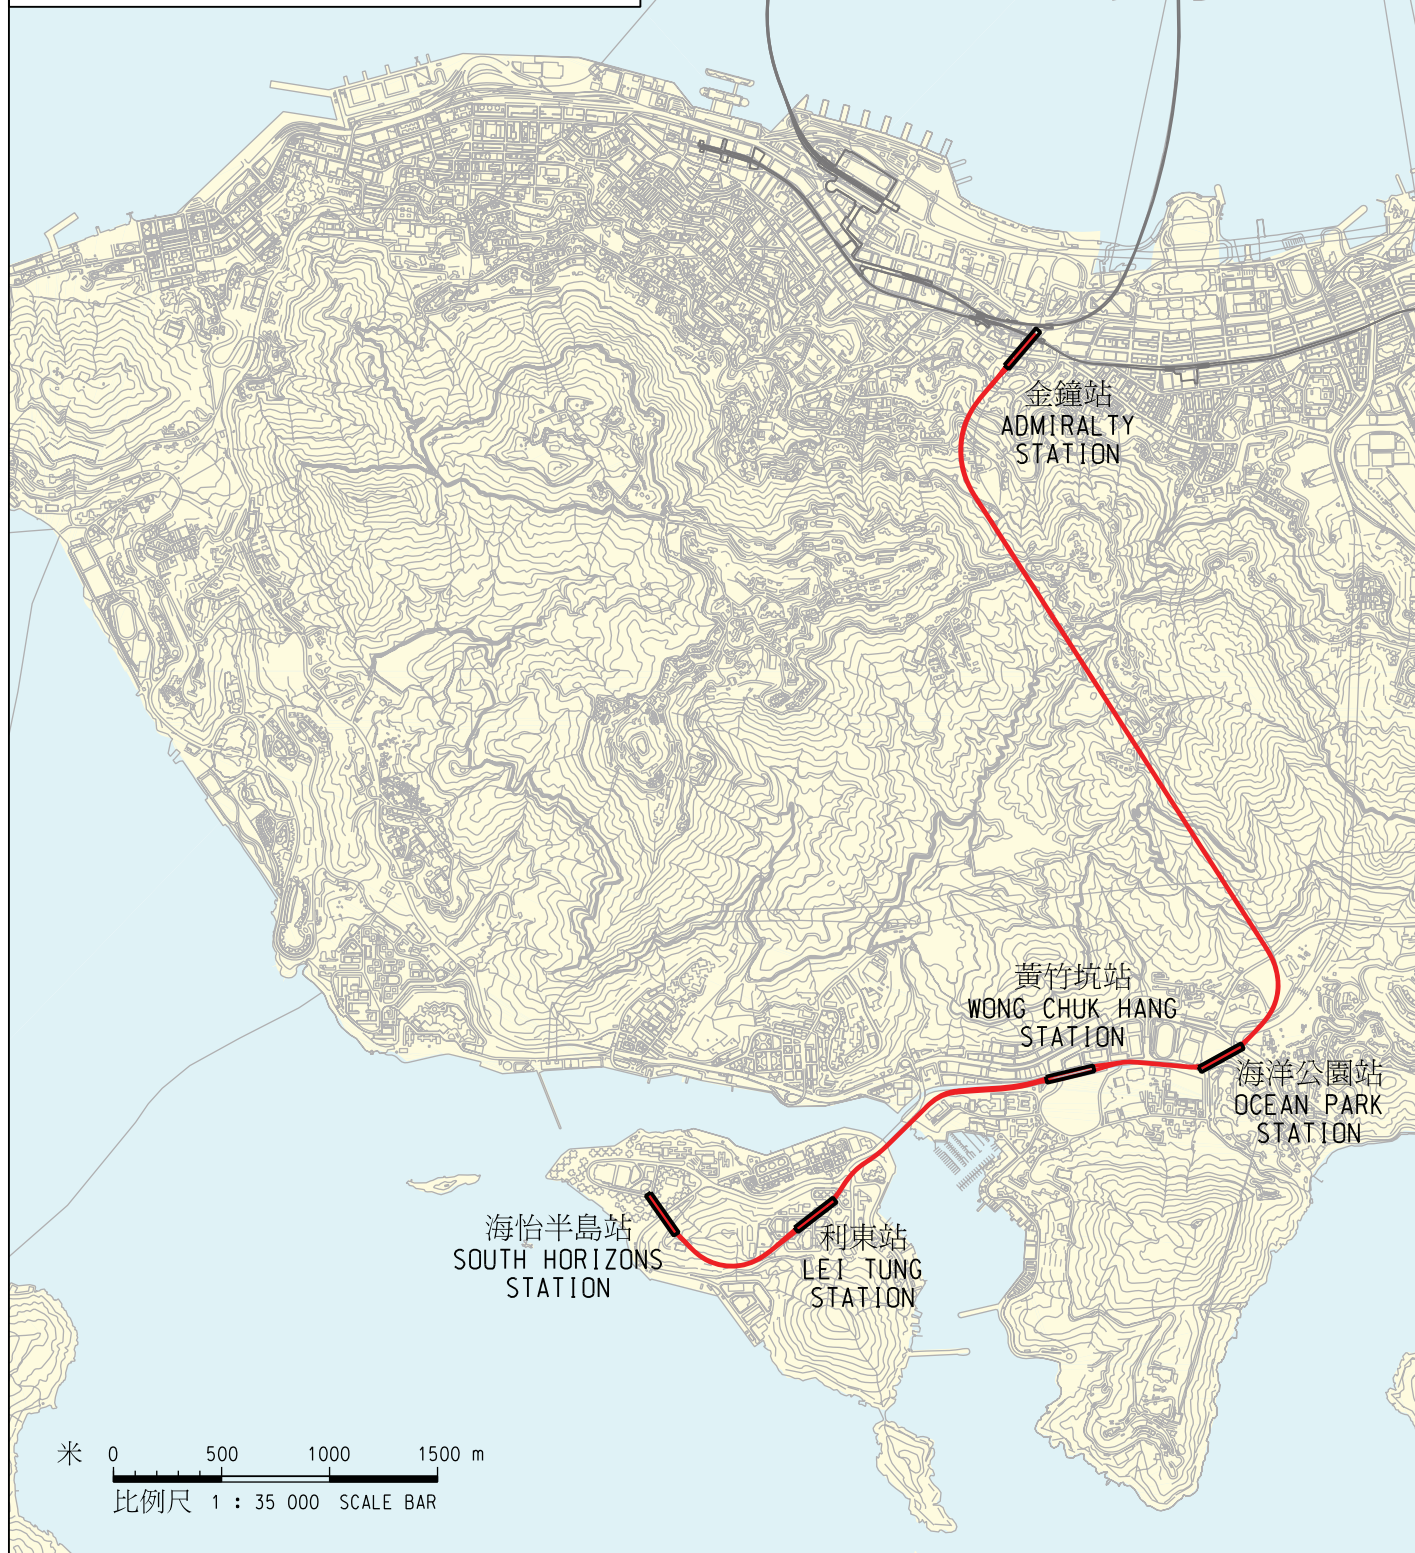 金鐘站
ADMIRALTY
STATION
黃竹坑站
WONG CHUK HANG
STATION
海洋公園站
OCEAN PARK
STATION
海怡半島站
SOUTH HORIZONS
STATION
利東站
LEI TUNG
STATION
米 0 500 1000 1500 m
比例尺 1 : 35 000 SCALE BAR